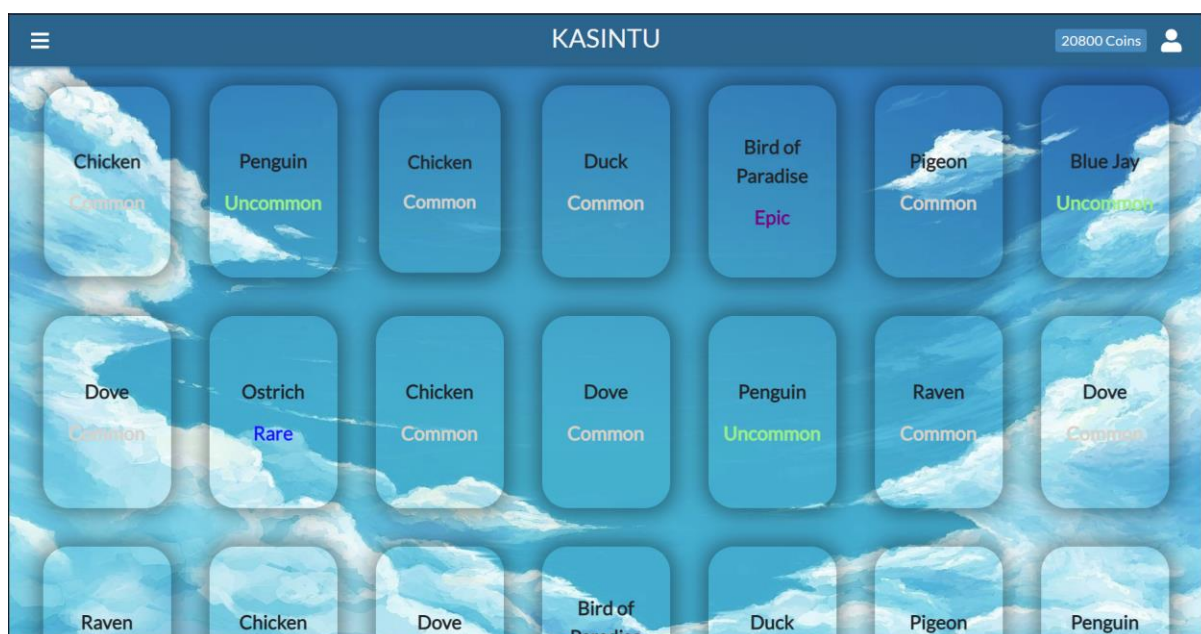 KASINTU
20800 Coins
Chicken
Common
Penguin
Uncommon
Chicken
Common
Duck
Common
Bird of
Paradise
Epic
Pigeon
Common
Blue Jay
Uncommon
Dove
Common
Ostrich
Rare
Chicken
Common
Dove
Common
Penguin
Uncommon
Raven
Common
Dove
Common
Raven
Chicken
Dove
Bird of
Duck
Pigeon
Penguin